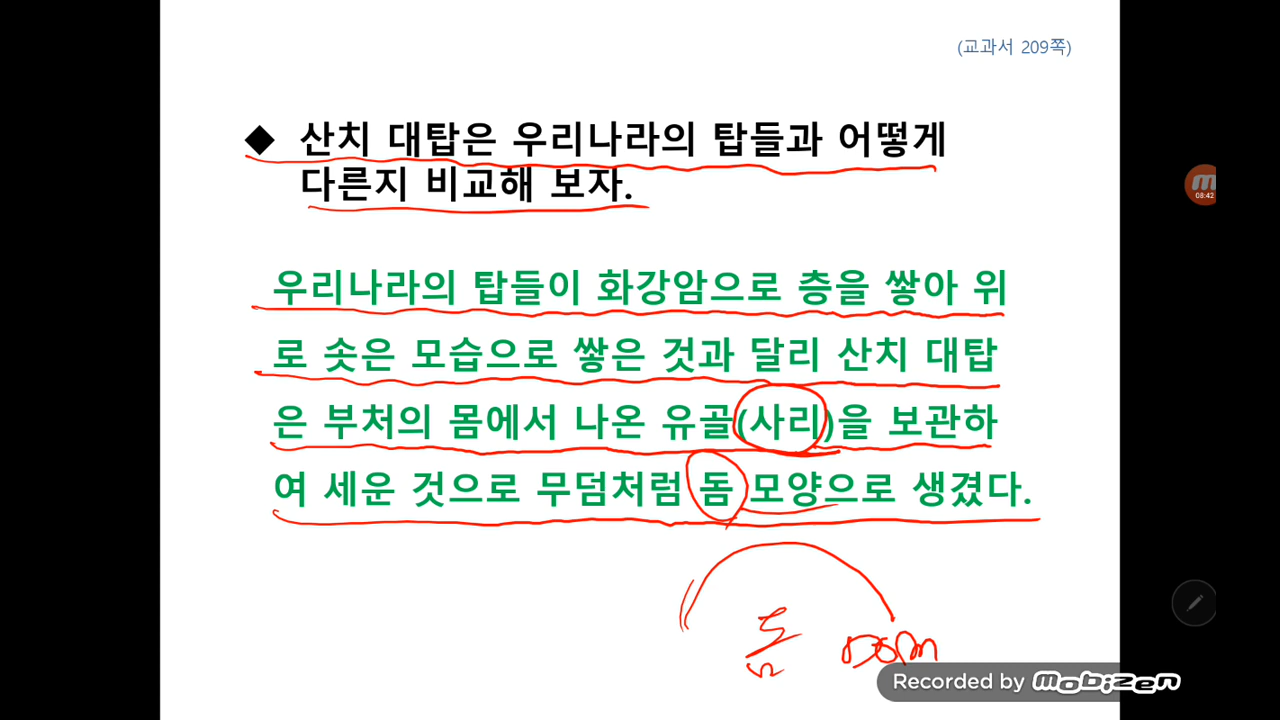 (교과서 209쪽)
◆ 산치 대탑은 우리나라의 탑들과 어떻게
다른지 비교해 보자.
08:42
우리나라의 탑들이 화강암으로 층을 쌓아 위
로 솟은 모습으로 쌓은 것과 달리 산치 대탑
은 부처의 몸에서 나온 유골(사리)을 보관하
여 세운 것으로 무덤처럼 돔 모양으로 생겼다.
돔 DOM
Recorded by mobizen